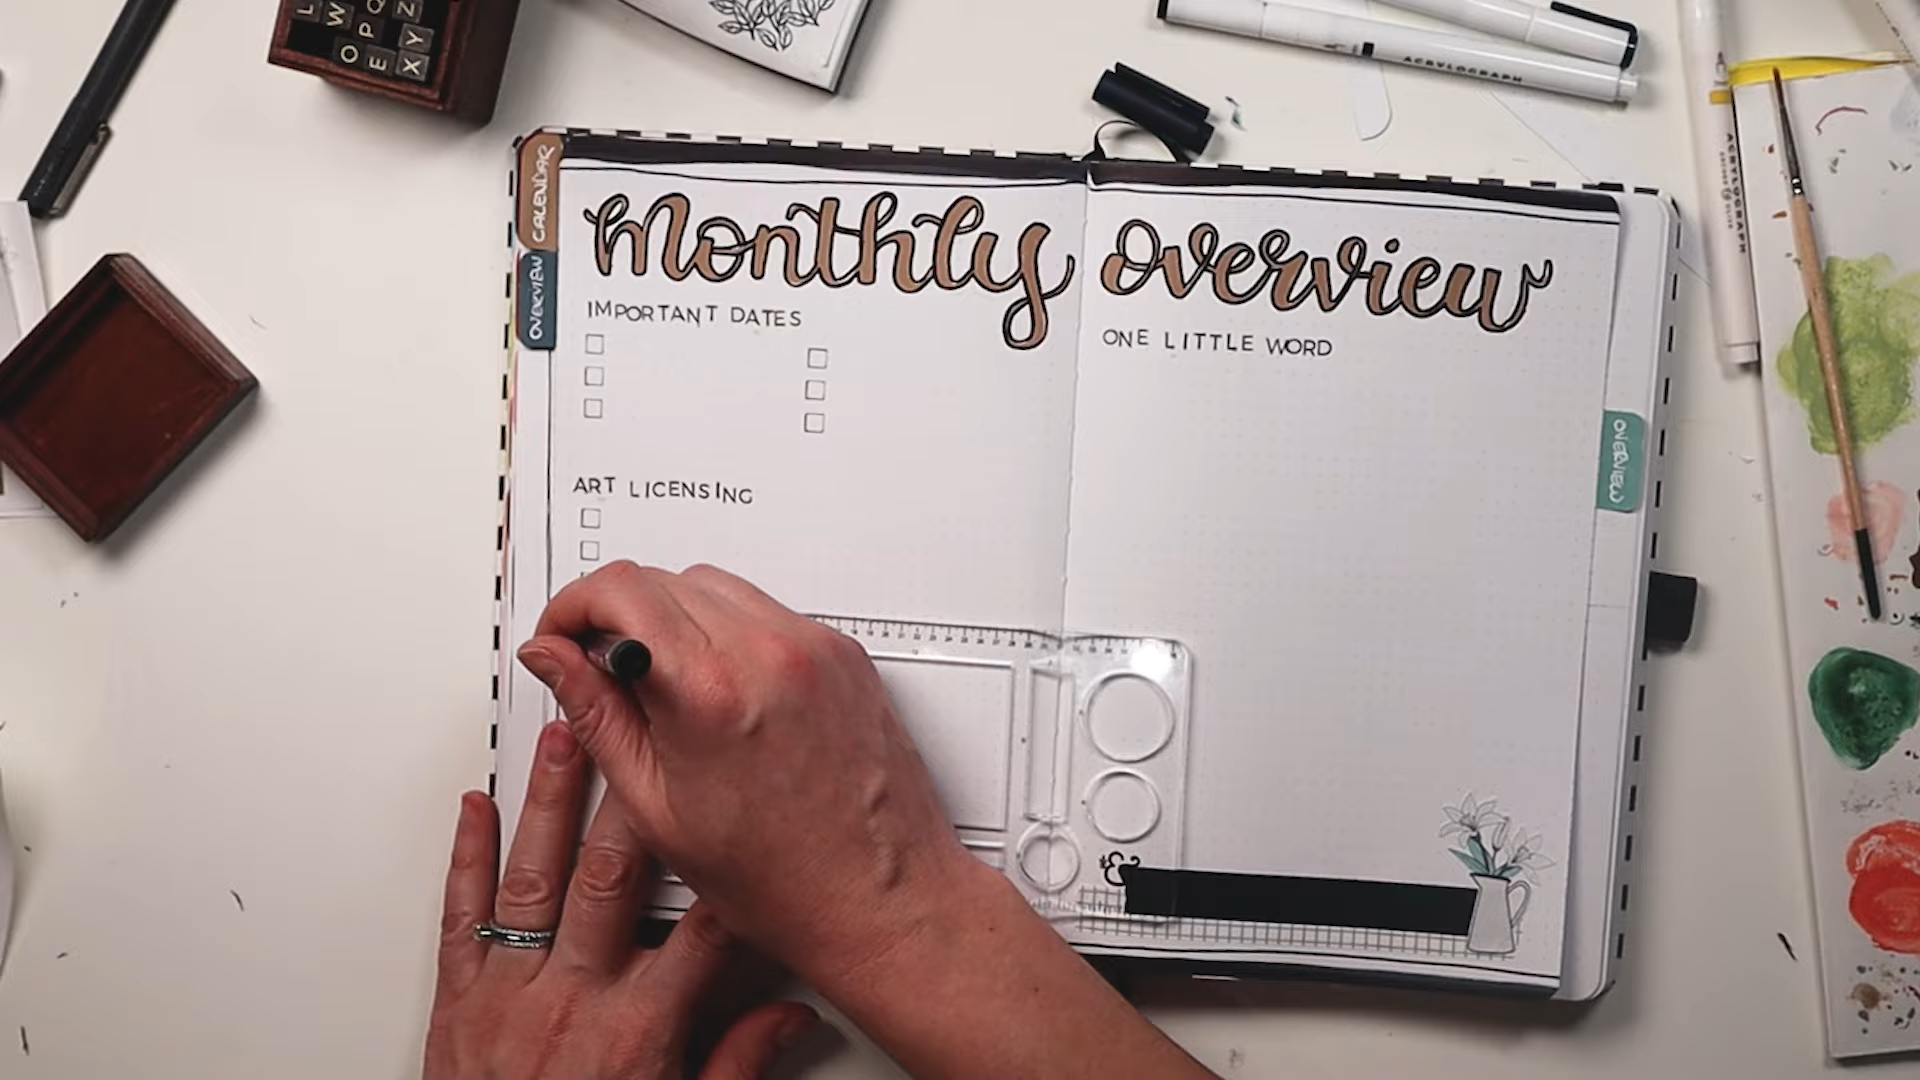 L W O P Q E Z Y X
ACRYLOGRAPH
ACRYLOGRAPH
CALENDAR
OVERVIEW
monthly overview
IMPORTANT DATES
ONE LITTLE WORD
OVERVIEW
ART LICENSING
&